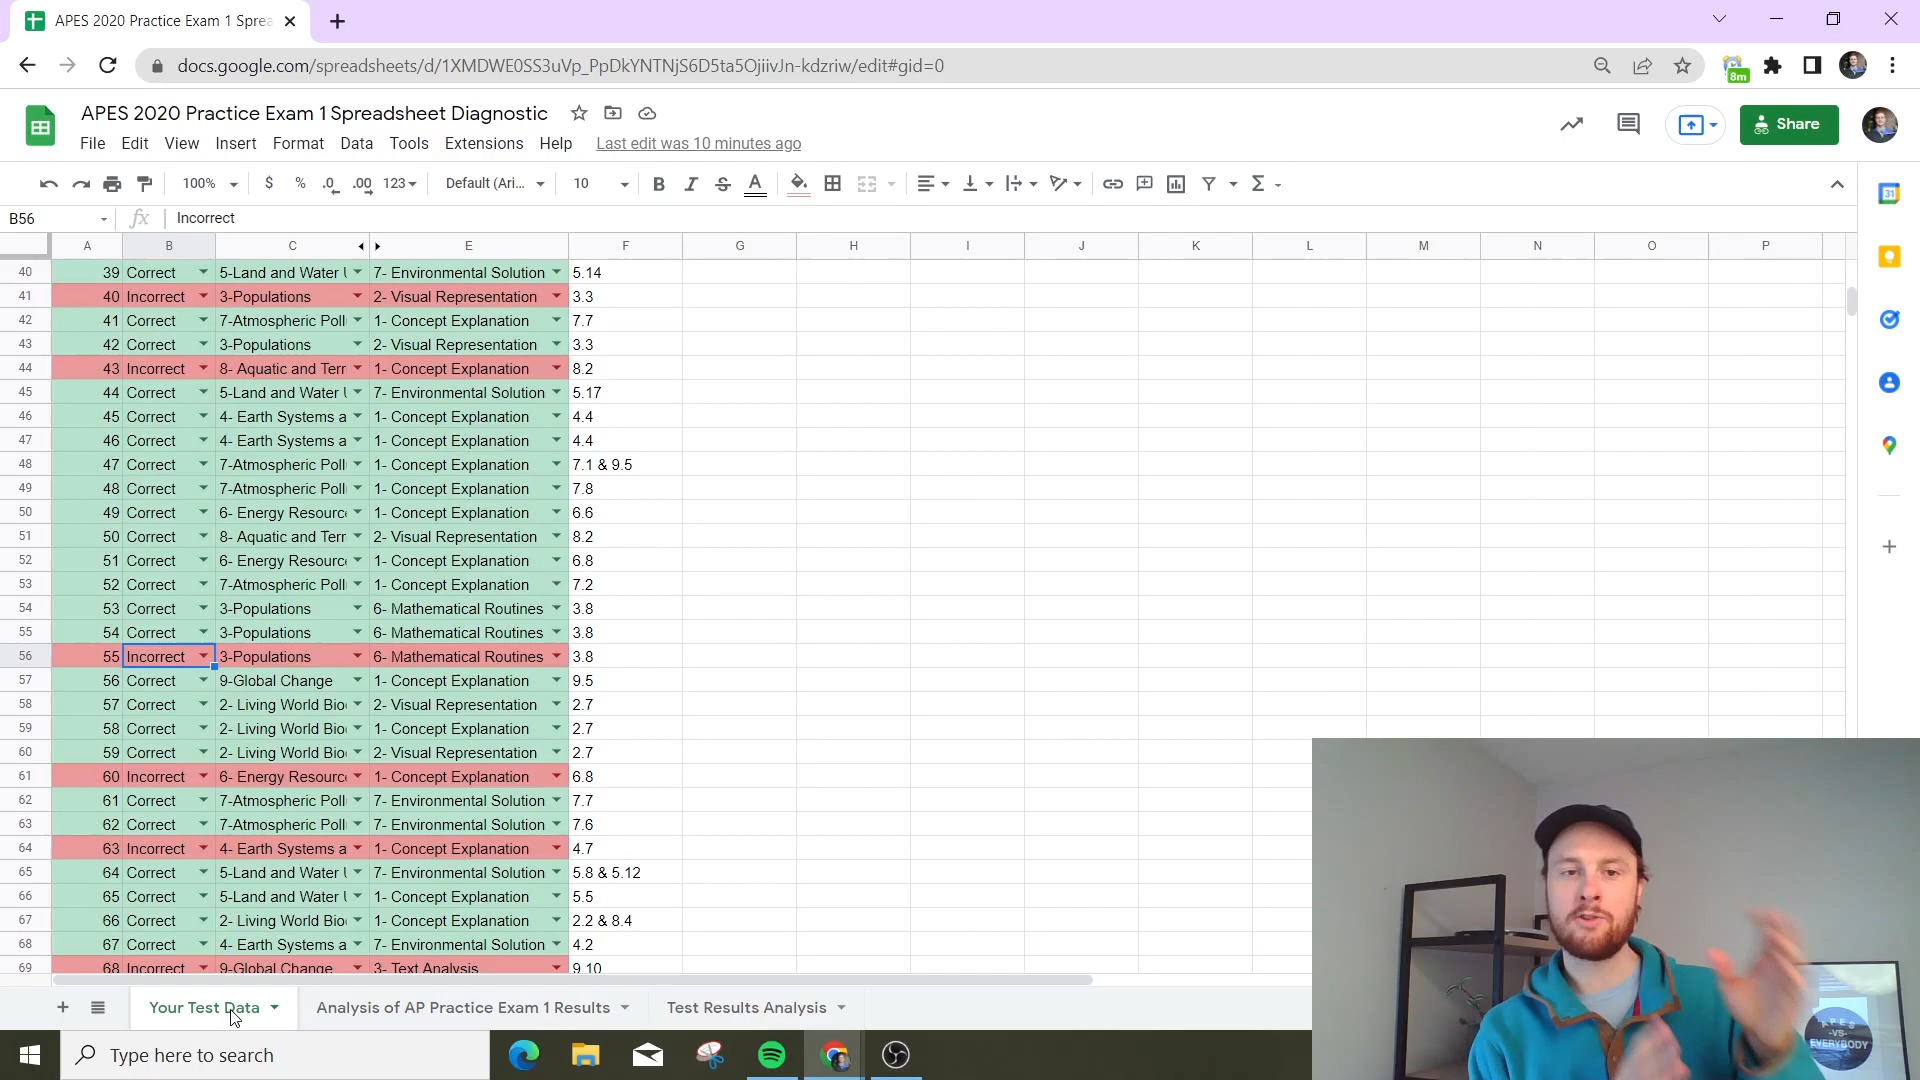 APES 2020 Practice Exam 1 Sprea
docs.google.com/spreadsheets/d/1XMDWE0SS3uVp_PpDkYNTNjS6D5ta5OjiivJn-kdzriw/edit#gid=0
8m
APES 2020 Practice Exam 1 Spreadsheet Diagnostic
Share
File Edit View Insert Format Data Tools Extensions Help Last edit was 10 minutes ago
100% $ % .0 .00 123 Default (Ari... 10 B I S A Σ
31
B56 fx Incorrect
A B C E F G H I J K L M N O P
40 39 Correct 5-Land and Water 7- Environmental Solution 5.14
41 40 Incorrect 3-Populations 2- Visual Representation 3.3
42 41 Correct 7-Atmospheric Poll 1- Concept Explanation 7.7
43 42 Correct 3-Populations 2- Visual Representation 3.3
44 43 Incorrect 8- Aquatic and Terr 1- Concept Explanation 8.2
45 44 Correct 5-Land and Water 7- Environmental Solution 5.17
46 45 Correct 4- Earth Systems a 1- Concept Explanation 4.4
47 46 Correct 4- Earth Systems a 1- Concept Explanation 4.4
48 47 Correct 7-Atmospheric Poll 1- Concept Explanation 7.1 & 9.5
49 48 Correct 7-Atmospheric Poll 1- Concept Explanation 7.8
50 49 Correct 6- Energy Resource 1- Concept Explanation 6.6
51 50 Correct 8- Aquatic and Terr 2- Visual Representation 8.2
52 51 Correct 6- Energy Resource 1- Concept Explanation 6.8
53 52 Correct 7-Atmospheric Poll 1- Concept Explanation 7.2
54 53 Correct 3-Populations 6- Mathematical Routines 3.8
55 54 Correct 3-Populations 6- Mathematical Routines 3.8
56 55 Incorrect 3-Populations 6- Mathematical Routines 3.8
57 56 Correct 9-Global Change 1- Concept Explanation 9.5
58 57 Correct 2- Living World Bio 2- Visual Representation 2.7
59 58 Correct 2- Living World Bio 1- Concept Explanation 2.7
60 59 Correct 2- Living World Bio 2- Visual Representation 2.7
61 60 Incorrect 6- Energy Resource 1- Concept Explanation 6.8
62 61 Correct 7-Atmospheric Poll 7- Environmental Solution 7.7
63 62 Correct 7-Atmospheric Poll 7- Environmental Solution 7.6
64 63 Incorrect 4- Earth Systems a 1- Concept Explanation 4.7
65 64 Correct 5-Land and Water 7- Environmental Solution 5.8 & 5.12
66 65 Correct 5-Land and Water 1- Concept Explanation 5.5
67 66 Correct 2- Living World Bio 1- Concept Explanation 2.2 & 8.4
68 67 Correct 4- Earth Systems a 7- Environmental Solution 4.2
69 68 Incorrect 9-Global Change 3- Text Analysis 9.10
Your Test Data Analysis of AP Practice Exam 1 Results Test Results Analysis
APES
-VS-
EVERYBODY
Type here to search